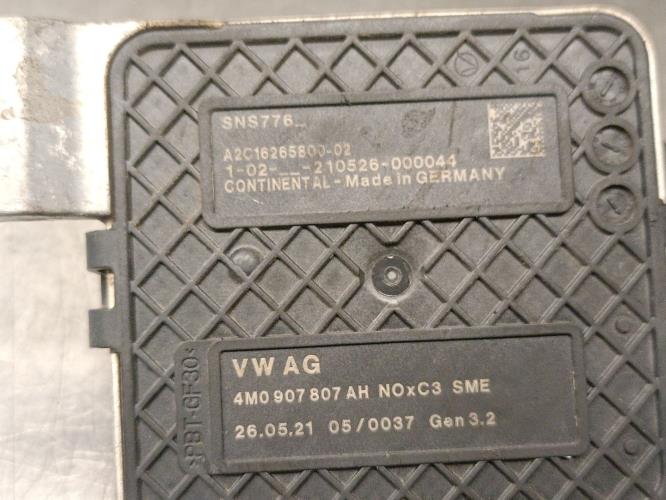 16
SNS776_
A2C16265800-02
1-02-__-210526-000044
CONTINENTAL - Made in GERMANY
VW AG
4M0 907 807 AH NOxC3 SME
26.05.21 05/0037 Gen 3.2
>PBT-GF30<